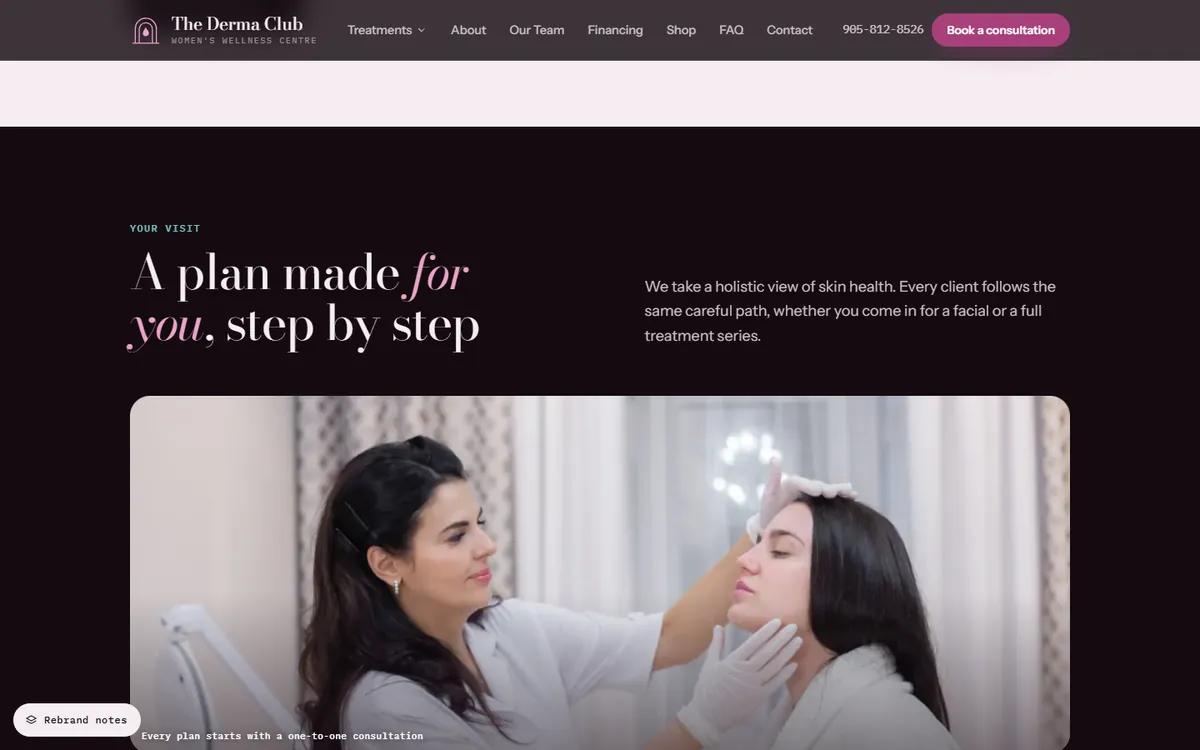 The Derma Club
WOMEN'S WELLNESS CENTRE
Treatments
About
Our Team
Financing
Shop
FAQ
Contact
905-812-8526
Book a consultation
YOUR VISIT
A plan made for
you, step by step
We take a holistic view of skin health. Every client follows the
same careful path, whether you come in for a facial or a full
treatment series.
Rebrand notes
Every plan starts with a one-to-one consultation